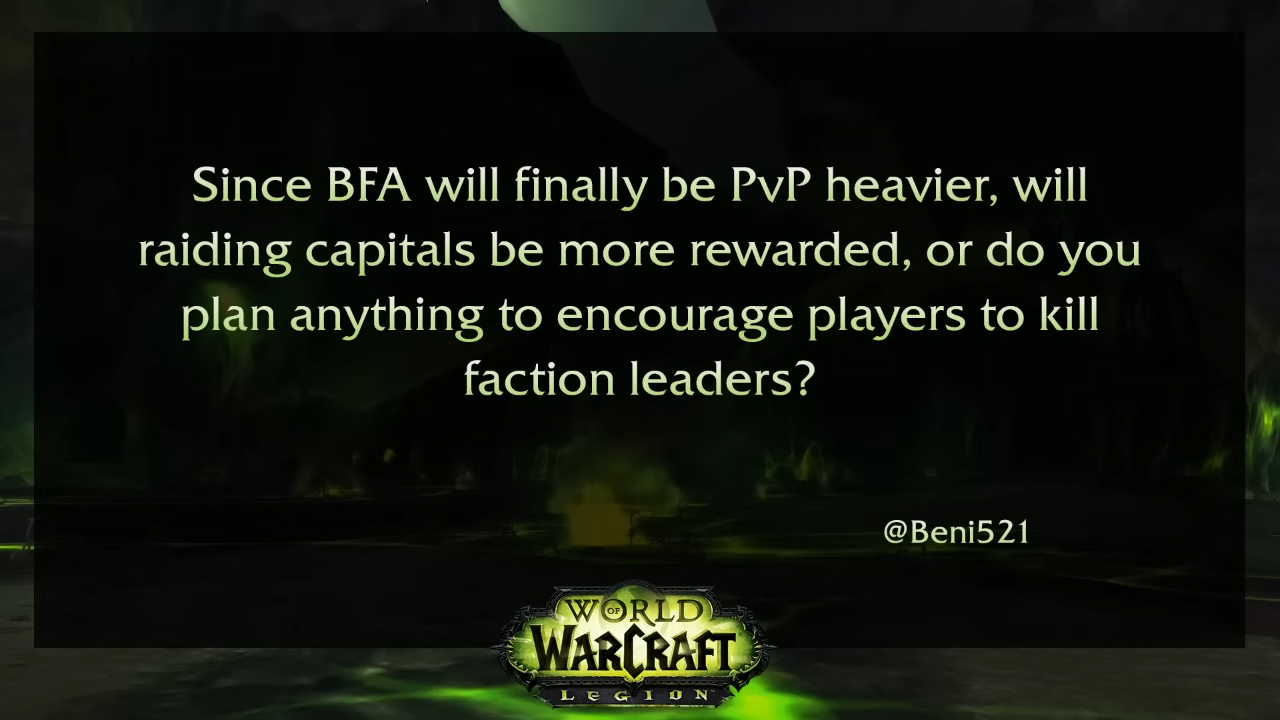 Since BFA will finally be PvP heavier, will
raiding capitals be more rewarded, or do you
plan anything to encourage players to kill
faction leaders?
@Beni521
WORLD
OF
WARCRAFT
LEGION